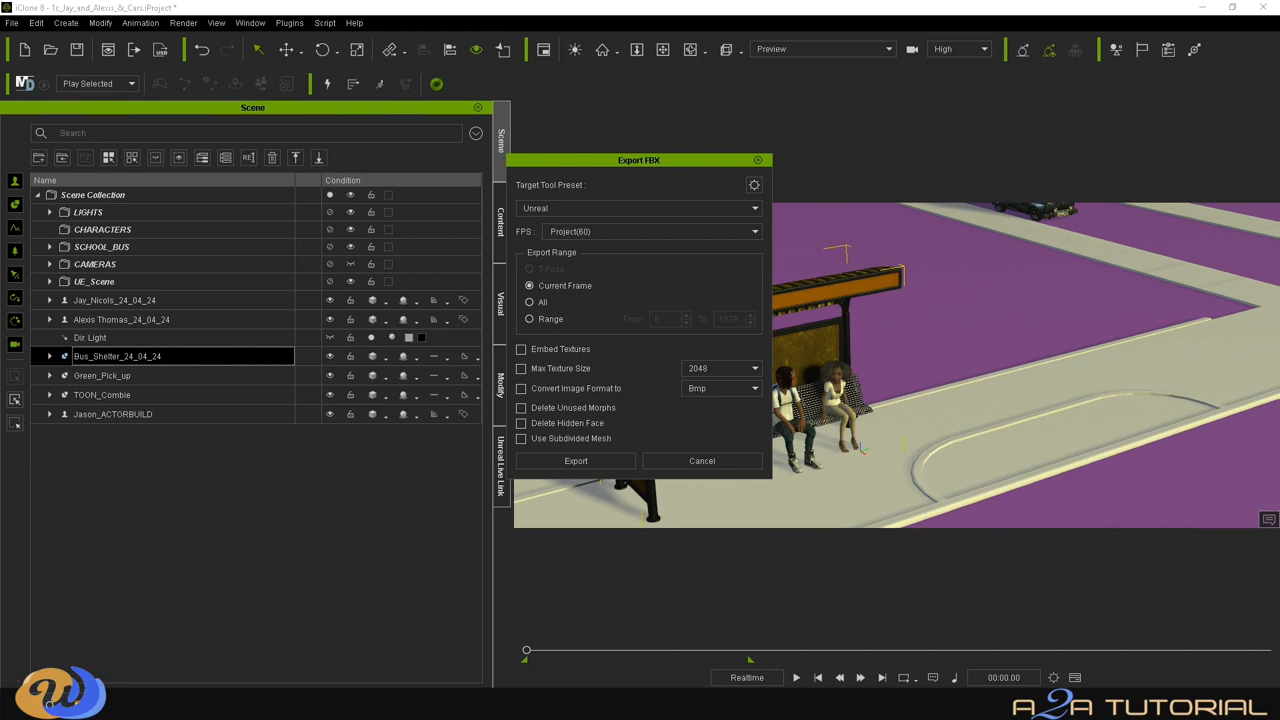 iClone 8 - 1c_Jay_and_Alexis_&_Cars.iProject *
File Edit Create Modify Animation Render View Window Plugins Script Help
Preview High
Play Selected
Scene
Search
Name Condition
Scene Collection
LIGHTS
CHARACTERS
SCHOOL_BUS
CAMERAS
UE_Scene
Jay_Nicols_24_04_24
Alexis Thomas_24_04_24
Dir. Light
Bus_Shelter_24_04_24
Green_Pick_up
TOON_Combie
Jason_ACTORBUILD
Scene
Content
Visual
Modify
Unreal Live Link
Export FBX
Target Tool Preset :
Unreal
FPS : Project(60)
Export Range
T-Pose
Current Frame
All
Range From 6 To 1078
Embed Textures
Max Texture Size 2048
Convert Image Format to Bmp
Delete Unused Morphs
Delete Hidden Face
Use Subdivided Mesh
Export Cancel
Realtime 00:00.00
A2A TUTORIAL